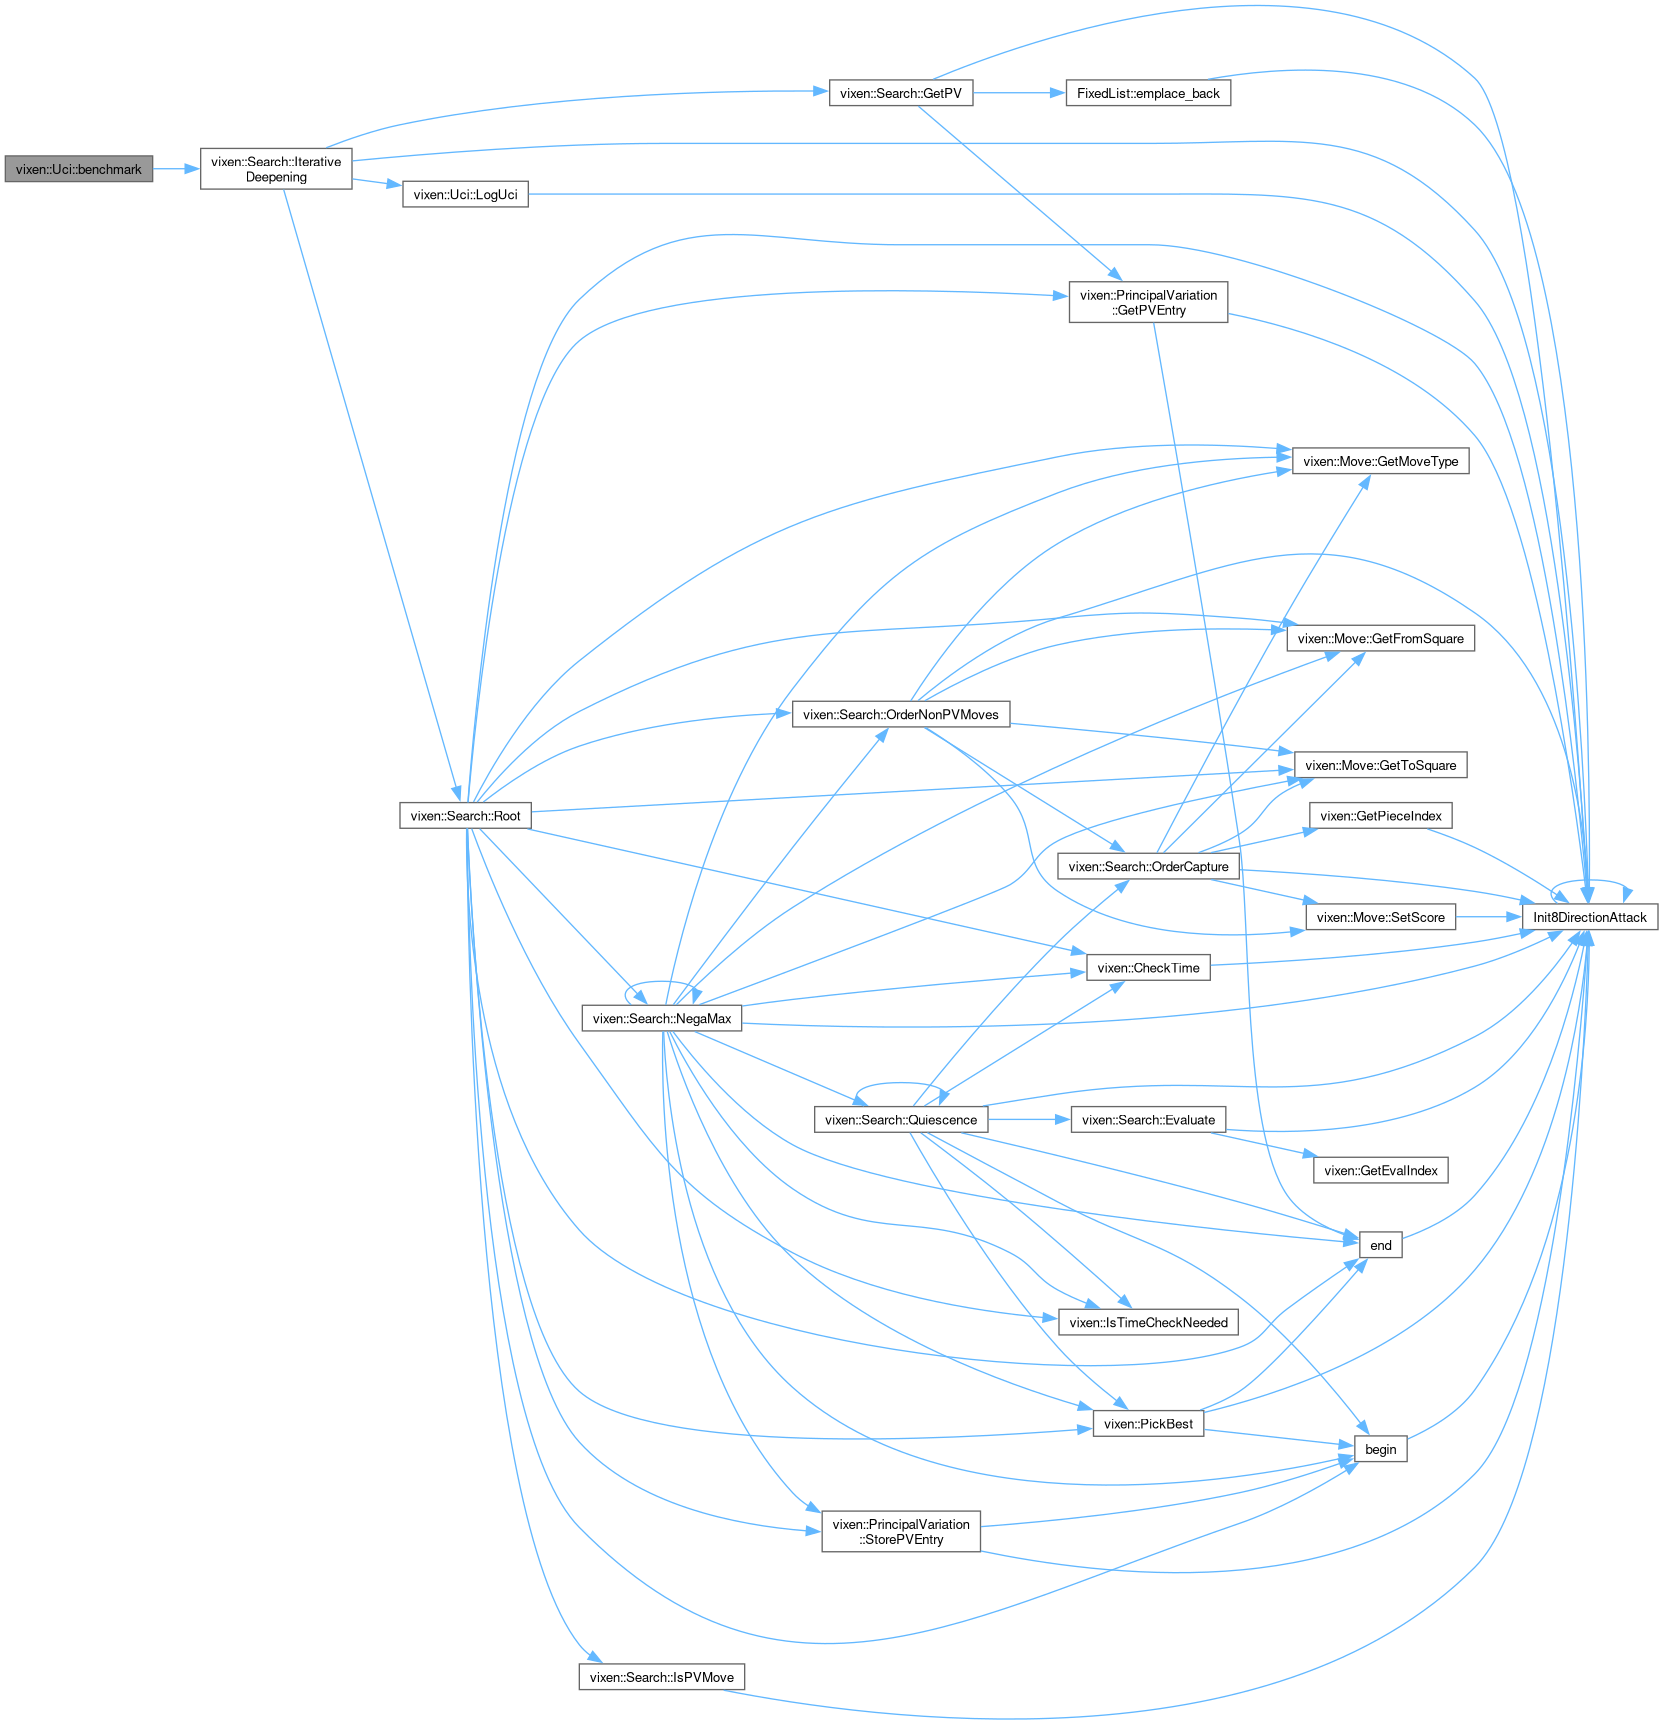 vixen::Uci::benchmark
vixen::Search::Iterative
Deepening
vixen::Search::GetPV
FixedList::emplace_back
vixen::Uci::LogUci
vixen::PrincipalVariation
::GetPVEntry
vixen::Move::GetMoveType
vixen::Move::GetFromSquare
vixen::Search::OrderNonPVMoves
vixen::Move::GetToSquare
vixen::Search::Root
vixen::GetPieceIndex
vixen::Search::OrderCapture
vixen::Move::SetScore
Init8DirectionAttack
vixen::CheckTime
vixen::Search::NegaMax
vixen::Search::Quiescence
vixen::Search::Evaluate
vixen::GetEvalIndex
end
vixen::IsTimeCheckNeeded
vixen::PickBest
begin
vixen::PrincipalVariation
::StorePVEntry
vixen::Search::IsPVMove